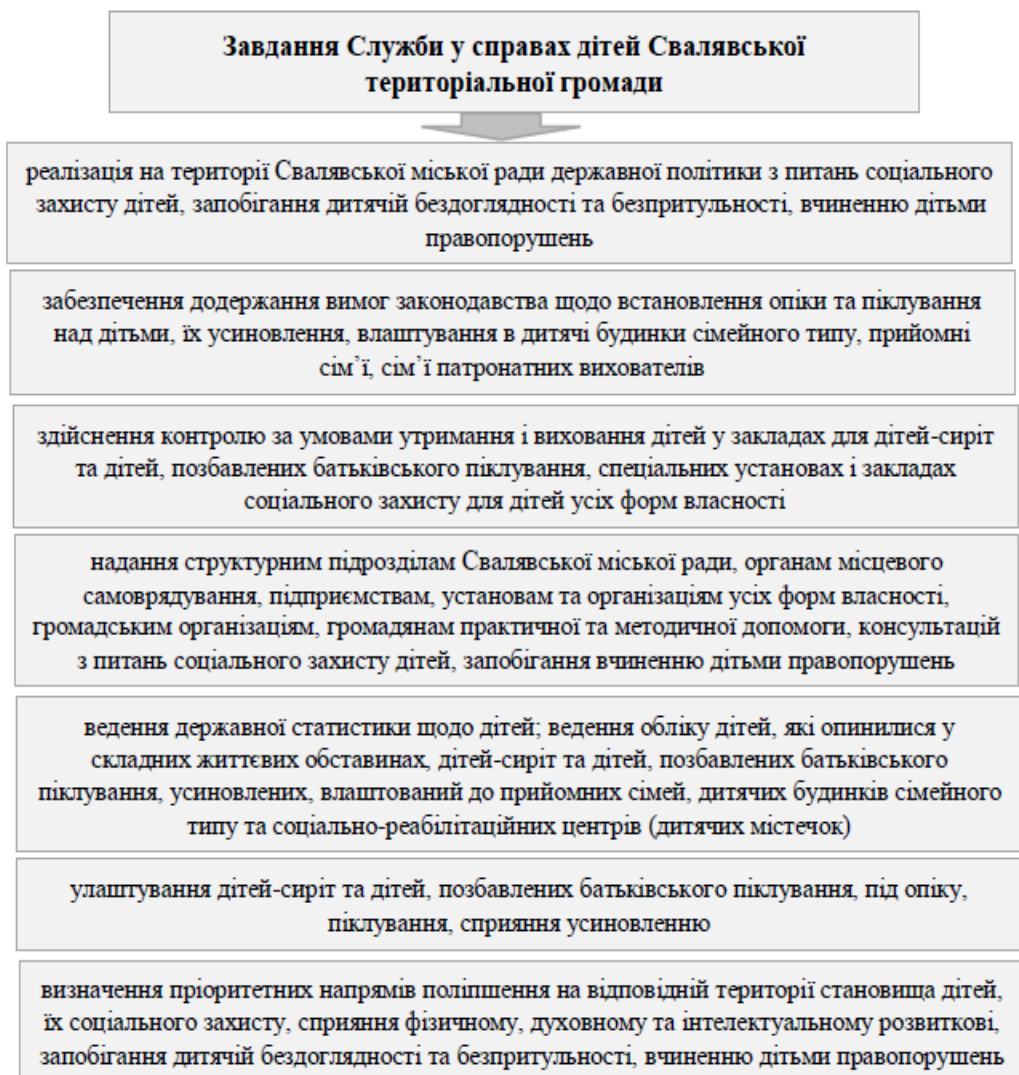 Завдання Служби у справах дітей Свалявської
територіальної громади
реалізація на території Свалявської міської ради державної політики з питань соціального
захисту дітей, запобігання дитячій бездоглядності та безпритульності, вчиненню дітьми
правопорушень
забезпечення додержання вимог законодавства щодо встановлення опіки та піклування
над дітьми, їх усиновлення, влаштування в дитячі будинки сімейного типу, прийомні
сім’ї, сім’ї патронатних вихователів
здійснення контролю за умовами утримання і виховання дітей у закладах для дітей-сиріт
та дітей, позбавлених батьківського піклування, спеціальних установах і закладах
соціального захисту для дітей усіх форм власності
надання структурним підрозділам Свалявської міської ради, органам місцевого
самоврядування, підприємствам, установам та організаціям усіх форм власності,
громадським організаціям, громадянам практичної та методичної допомоги, консультацій
з питань соціального захисту дітей, запобігання вчиненню дітьми правопорушень
ведення державної статистики щодо дітей; ведення обліку дітей, які опинилися у
складних життєвих обставинах, дітей-сиріт та дітей, позбавлених батьківського
піклування, усиновлених, влаштований до прийомних сімей, дитячих будинків сімейного
типу та соціально-реабілітаційних центрів (дитячих містечок)
улаштування дітей-сиріт та дітей, позбавлених батьківського піклування, під опіку,
піклування, сприяння усиновленню
визначення пріоритетних напрямів поліпшення на відповідній території становища дітей,
їх соціального захисту, сприяння фізичному, духовному та інтелектуальному розвиткові,
запобігання дитячій бездоглядності та безпритульності, вчиненню дітьми правопорушень